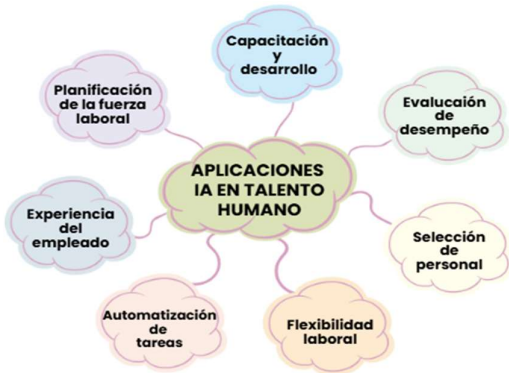 Capacitación
y
desarrollo
Planificación
de la fuerza
laboral
Evalucaión
de
desempeño
APLICACIONES
IA EN TALENTO
HUMANO
Experiencia
del
empleado
Selección
de
personal
Automatización
de
tareas
Flexibilidad
laboral